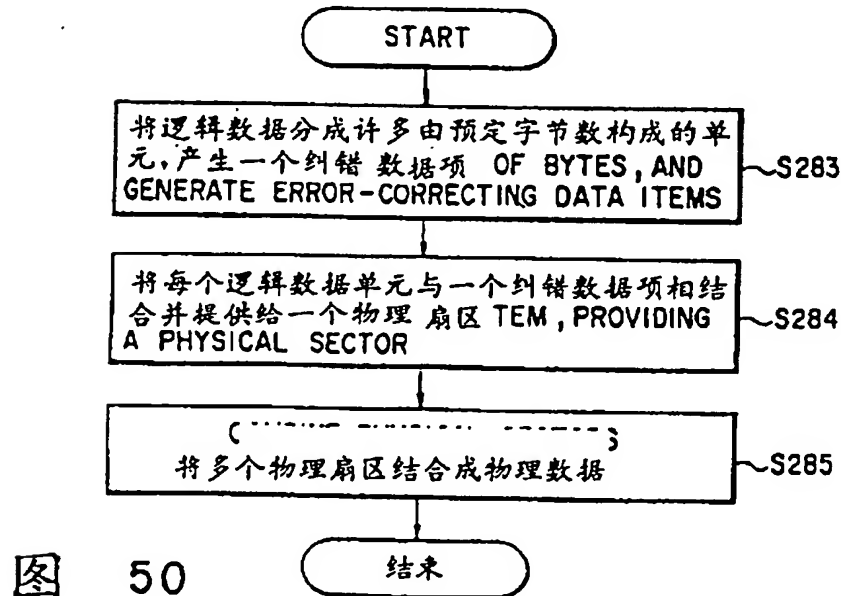 START
将逻辑数据分成许多由预定字节数构成的单
元,产生一个纠错数据项 OF BYTES, AND
GENERATE ERROR-CORRECTING DATA ITEMS
S283
将每个逻辑数据单元与一个纠错数据项相结
合并提供给一个物理扇区 TEM, PROVIDING
A PHYSICAL SECTOR
S284
将多个物理扇区结合成物理数据
S285
结束
图 50